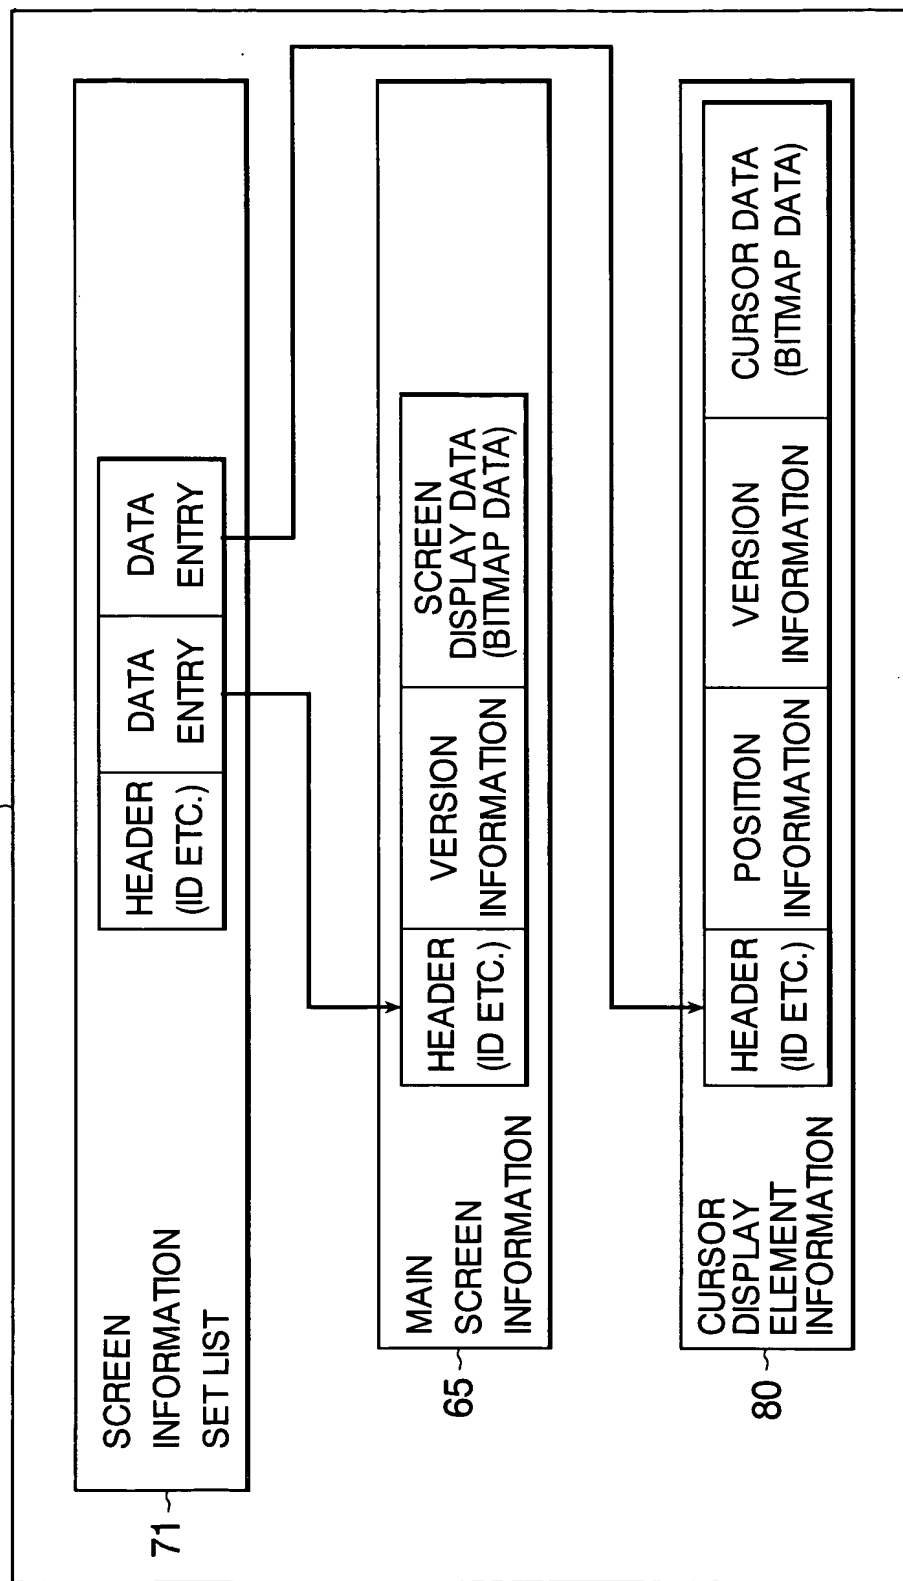 71
SCREEN
INFORMATION
SET LIST
HEADER
(ID ETC.)
DATA
ENTRY
DATA
ENTRY
65
MAIN
SCREEN
INFORMATION
HEADER
(ID ETC.)
VERSION
INFORMATION
SCREEN
DISPLAY DATA
(BITMAP DATA)
80
CURSOR
DISPLAY
ELEMENT
INFORMATION
HEADER
(ID ETC.)
POSITION
INFORMATION
VERSION
INFORMATION
CURSOR DATA
(BITMAP DATA)